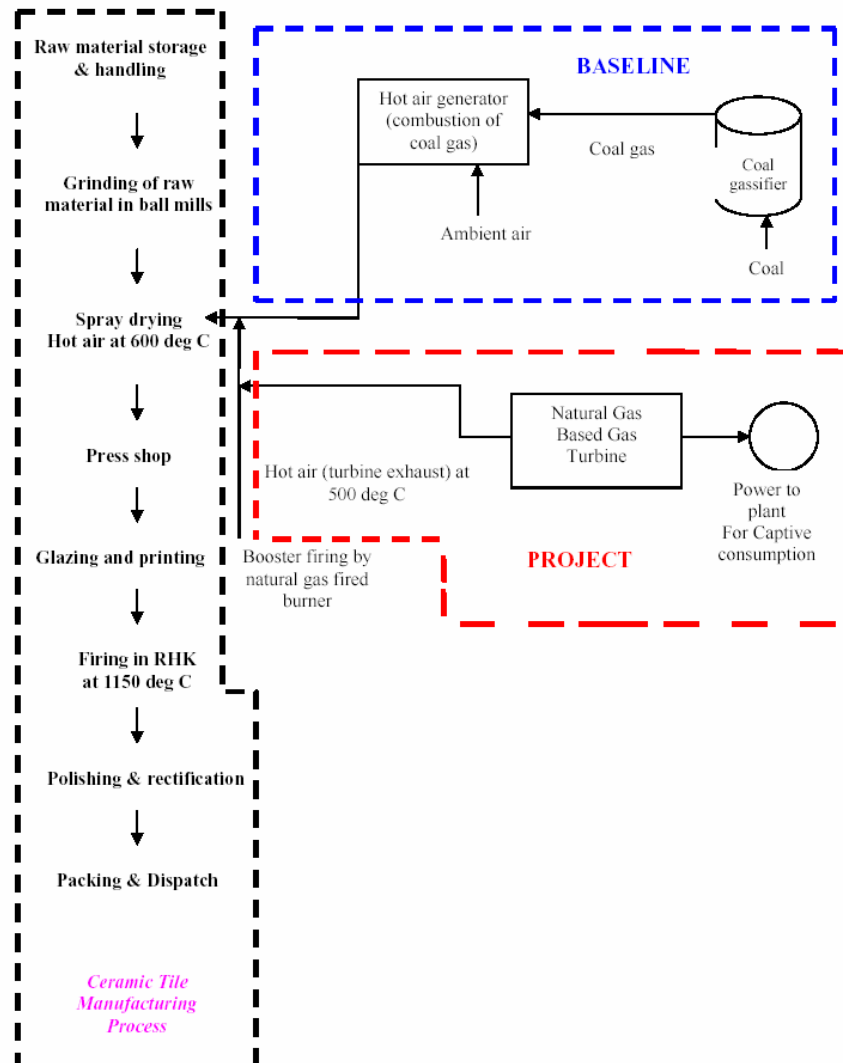 Raw material storage
& handling
Grinding of raw
material in ball mills
Spray drying
Hot air at 600 deg C
Press shop
Glazing and printing
Firing in RHK
at 1150 deg C
Polishing & rectification
Packing & Dispatch
Ceramic Tile
Manufacturing
Process
BASELINE
Hot air generator
(combustion of
coal gas)
Coal gas
Coal
gassifier
Ambient air
Coal
Natural Gas
Based Gas
Turbine
Hot air (turbine exhaust) at
500 deg C
Power to
plant
For Captive
consumption
Booster firing by
natural gas fired
burner
PROJECT